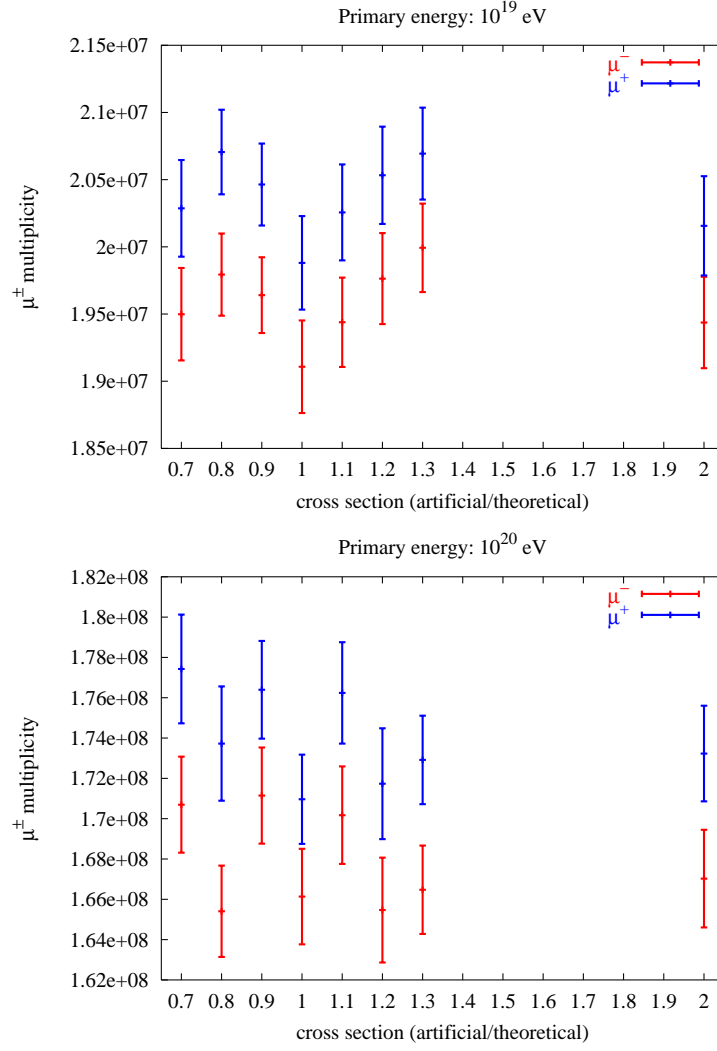 Primary energy: 10^19 eV
2.15e+07
2.1e+07
2.05e+07
2e+07
1.95e+07
1.9e+07
1.85e+07
μ± multiplicity
μ−
μ+
0.7 0.8 0.9 1 1.1 1.2 1.3 1.4 1.5 1.6 1.7 1.8 1.9 2
cross section (artificial/theoretical)
Primary energy: 10^20 eV
1.82e+08
1.8e+08
1.78e+08
1.76e+08
1.74e+08
1.72e+08
1.7e+08
1.68e+08
1.66e+08
1.64e+08
1.62e+08
μ± multiplicity
μ−
μ+
0.7 0.8 0.9 1 1.1 1.2 1.3 1.4 1.5 1.6 1.7 1.8 1.9 2
cross section (artificial/theoretical)